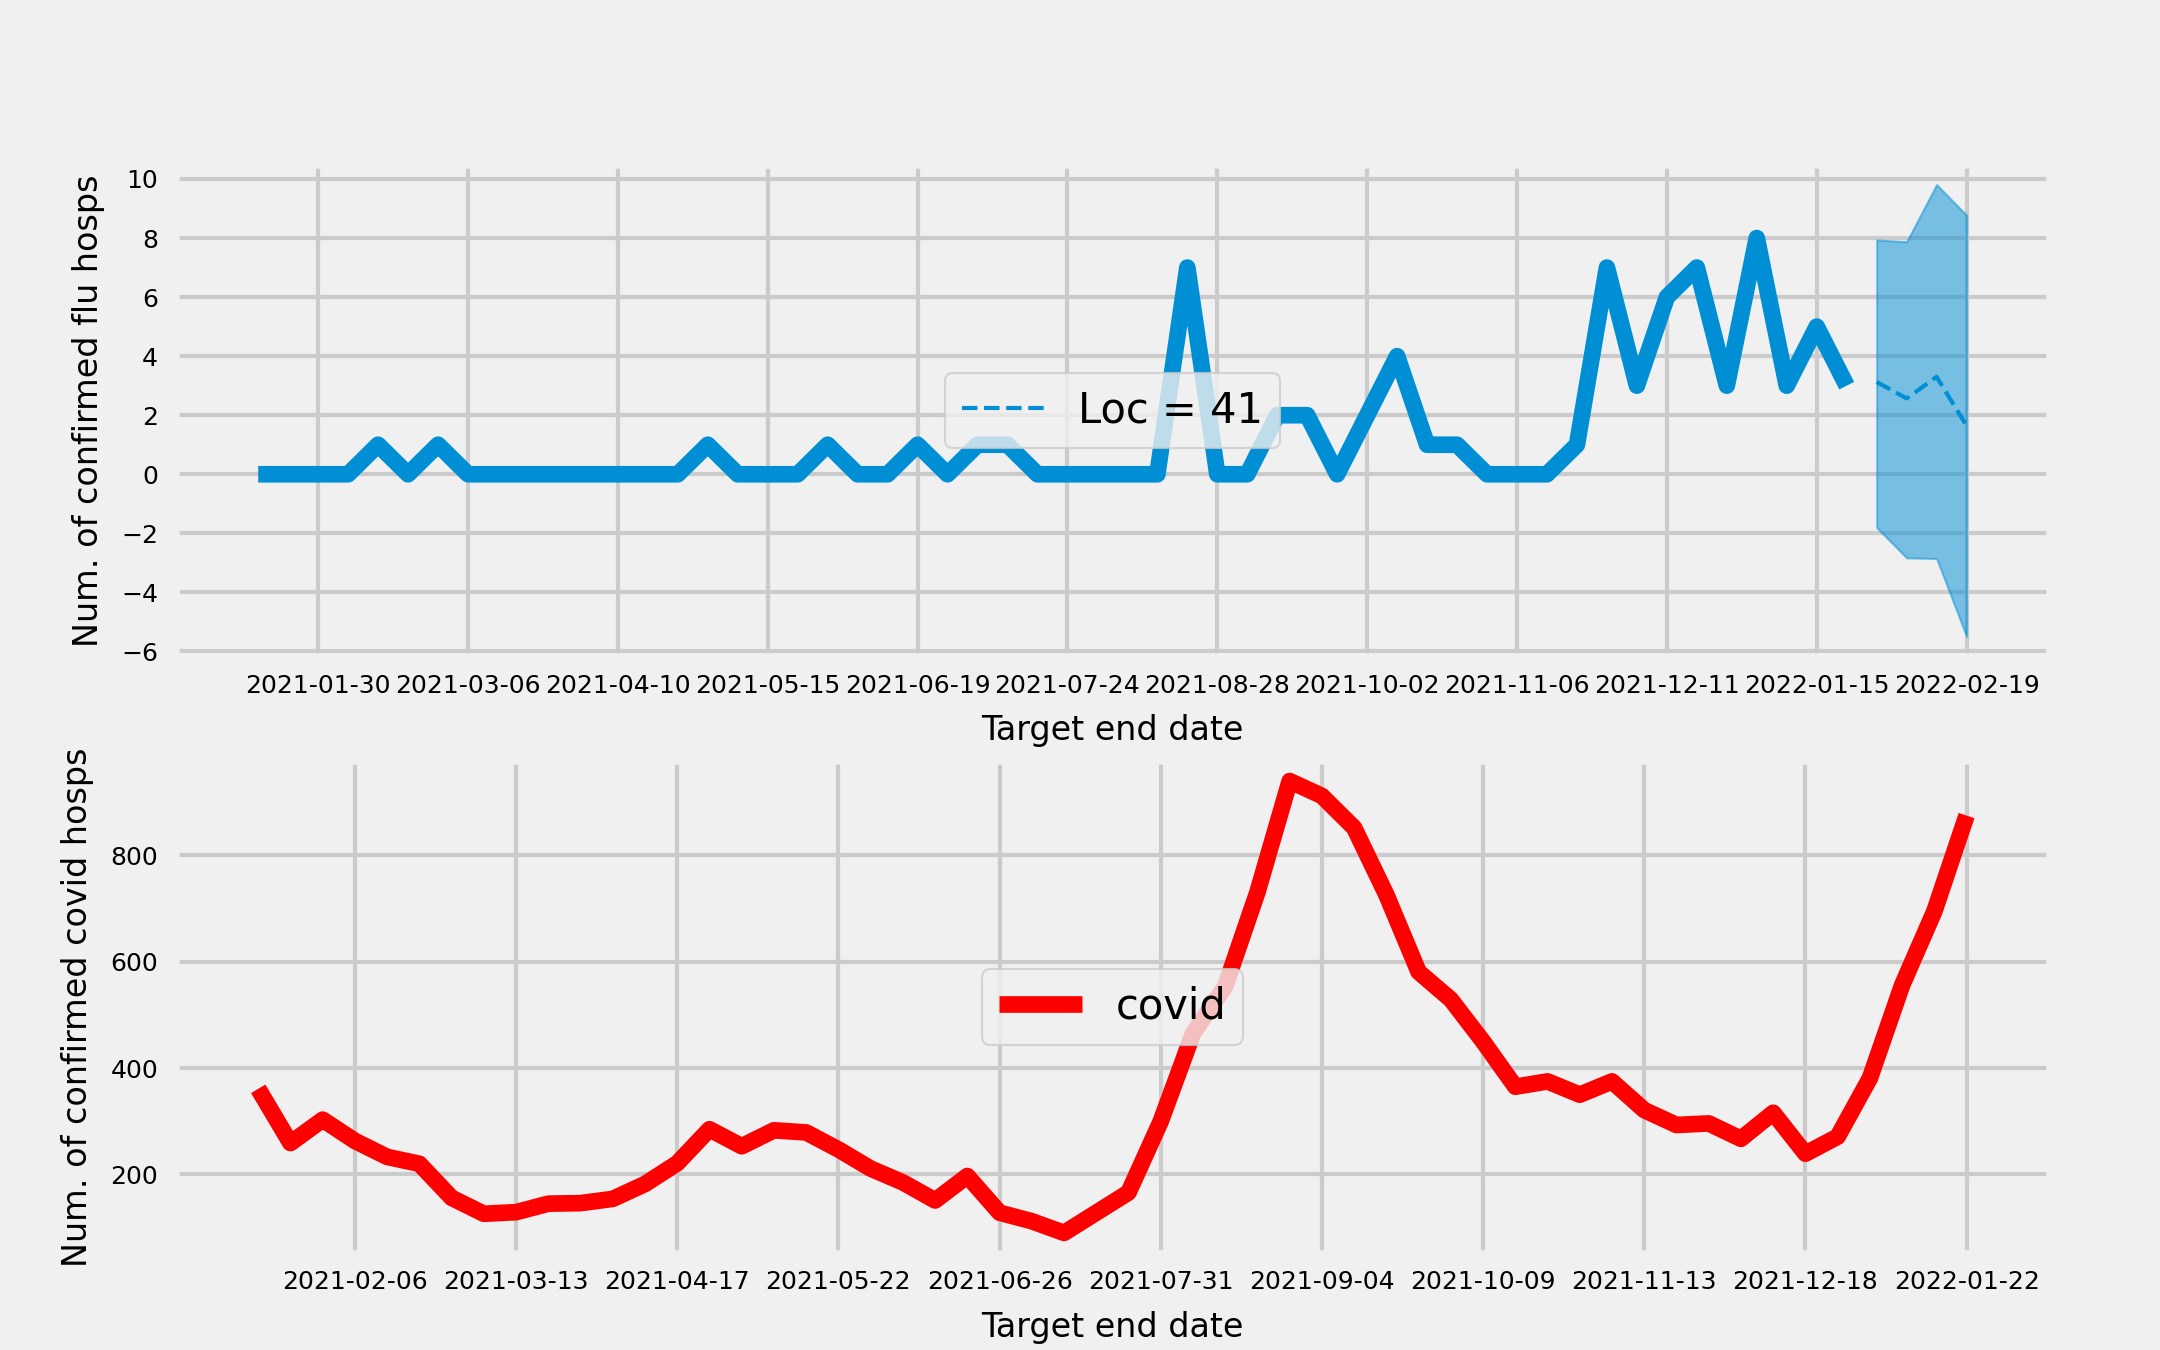 Num. of confirmed flu hosps
10
8
6
4
2
0
−2
−4
−6
Loc = 41
2021-01-30 2021-03-06 2021-04-10 2021-05-15 2021-06-19 2021-07-24 2021-08-28 2021-10-02 2021-11-06 2021-12-11 2022-01-15 2022-02-19
Target end date
Num. of confirmed covid hosps
800
600
400
200
covid
2021-02-06 2021-03-13 2021-04-17 2021-05-22 2021-06-26 2021-07-31 2021-09-04 2021-10-09 2021-11-13 2021-12-18 2022-01-22
Target end date